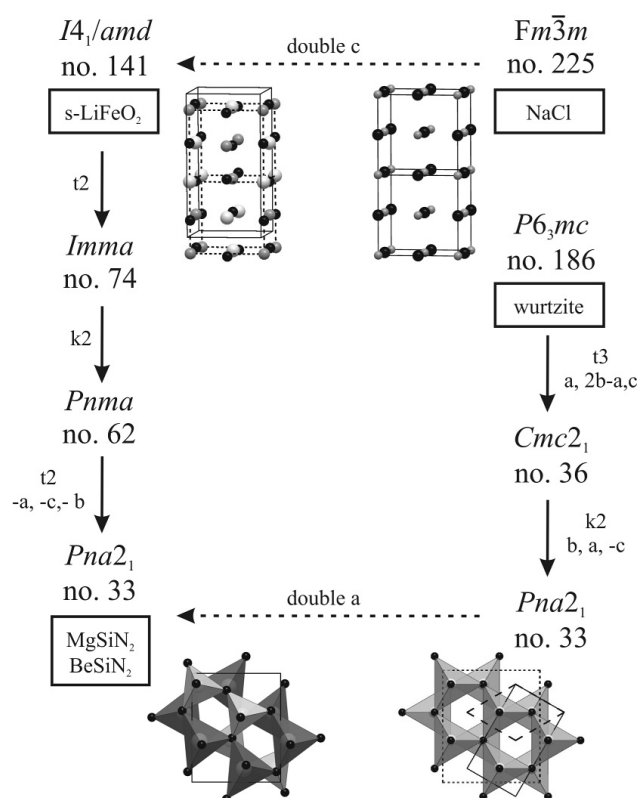 I4₁/amd
no. 141
s-LiFeO₂
double c
Fm3̅m
no. 225
NaCl
t2
Imma
no. 74
k2
Pnma
no. 62
t2
-a, -c,- b
Pna2₁
no. 33
MgSiN₂
BeSiN₂
P6₃mc
no. 186
wurtzite
t3
a, 2b-a,c
Cmc2₁
no. 36
k2
b, a, -c
double a
Pna2₁
no. 33